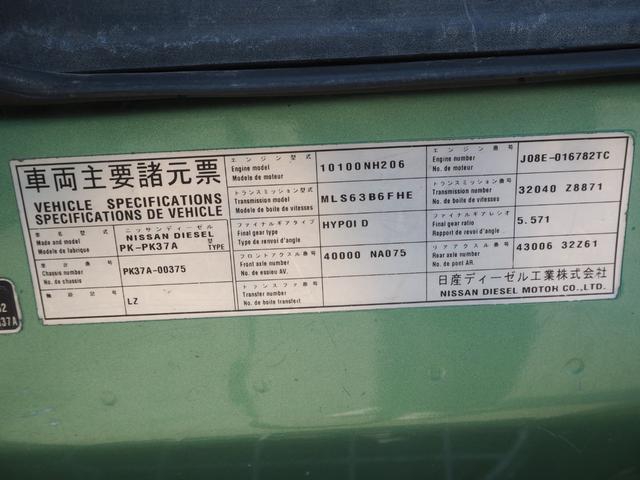 車両主要諸元票
VEHICLE SPECIFICATIONS
SPECIFICATIONS DE VEHICLE
車名型式
Made and model
Modele de fabrique
ニッサンディーゼル
NISSAN DIESEL
PK-PK37A
型
TYPE
車台番号
Chassis number
No. de chassis
PK37A-00375
LZ
エンジン型式
Engine model
Modele de moteur
10100NH206
トランスミッション型式
Transmission model
Modele de boite de vitesses
MLS63B6FHE
ファイナルギアタイプ
Final gear type
Type de renvoi d'angle
HYPOID
フロントアクスル番号
Front axle number
No. de essieu AV.
40000 NA075
トランスファ番号
Transfer number
No. de boite transfert
エンジン番号
Engine number
No. de moteur
J08E-016782TC
トランスミッション番号
Transmission number
No. de boite de vitesses
32040 Z8871
ファイナルギアレシオ
Final gear ratio
Rapport de renvoi d'angle
5.571
リアアクスル番号
Rear axle number
No. de pont AR.
43006 32Z61
日産ディーゼル工業株式会社
NISSAN DIESEL MOTOR CO.,LTD.
37A